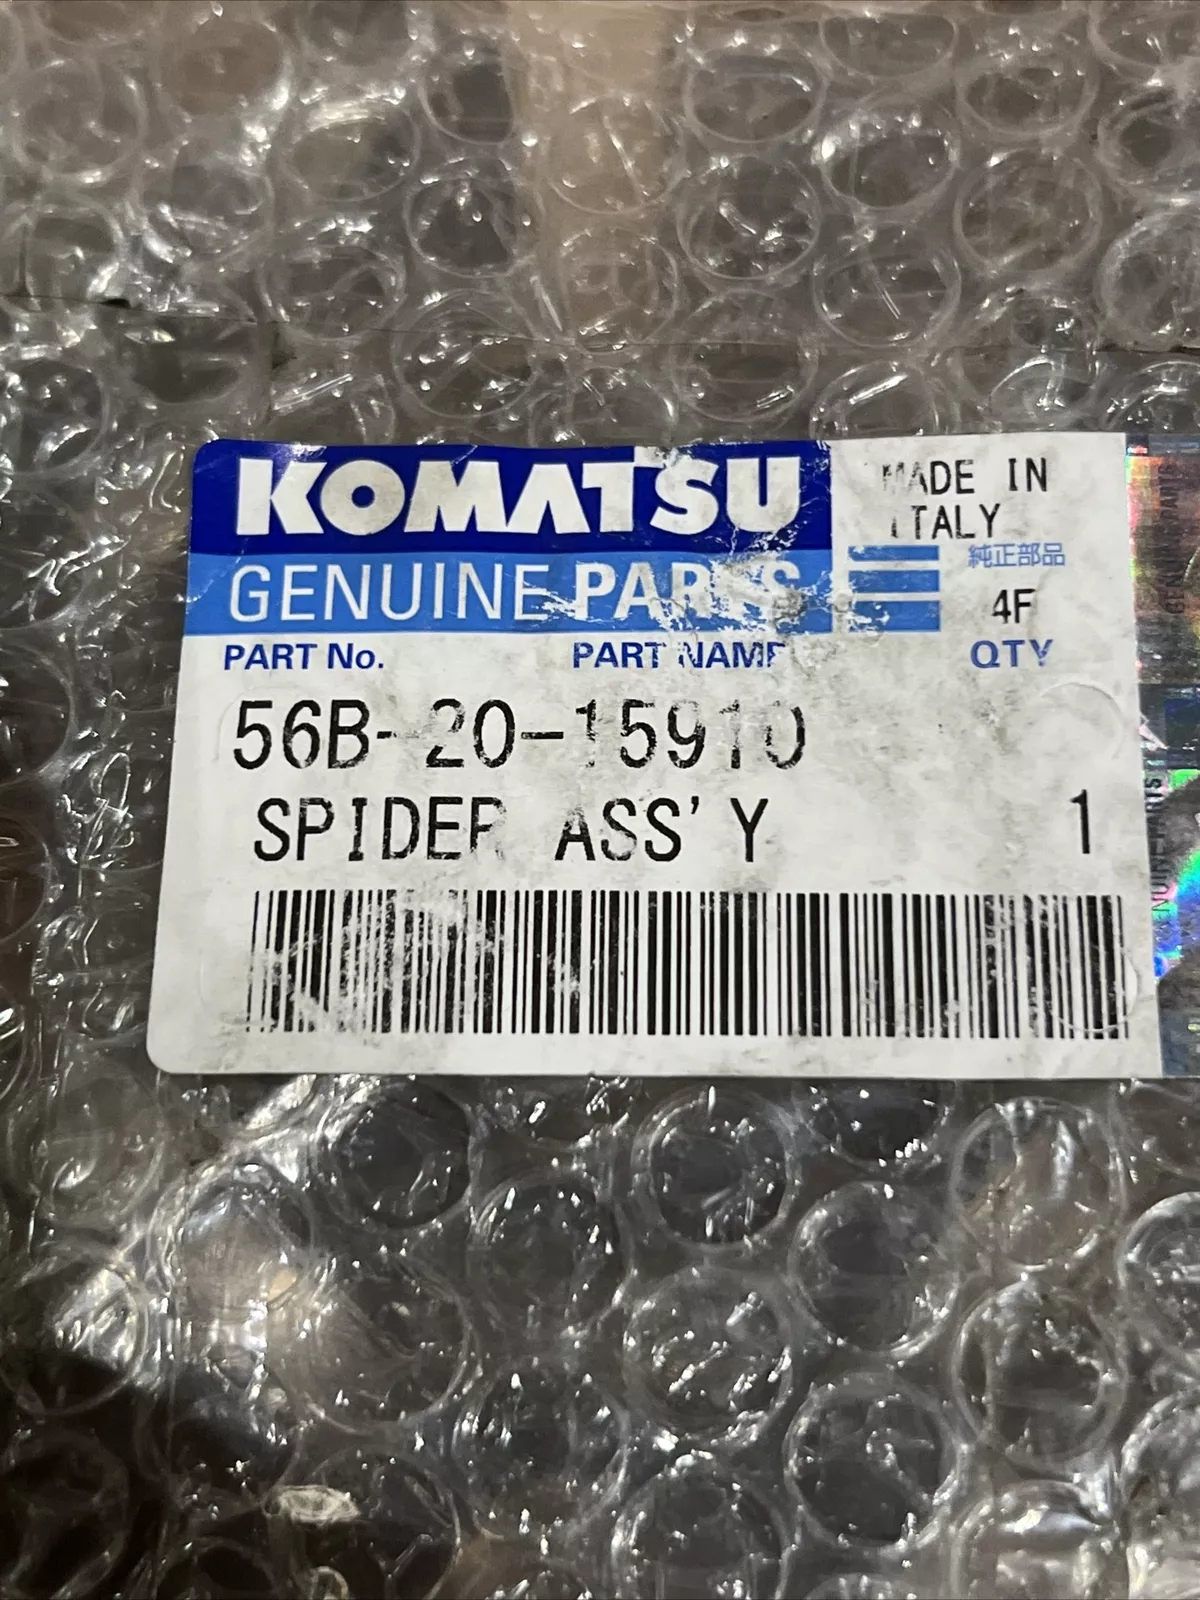 KOMATSU
MADE IN
ITALY
GENUINE PARTS
純正部品
4F
PART No.
PART NAME
QTY
56B-20-15910
SPIDER ASS'Y
1